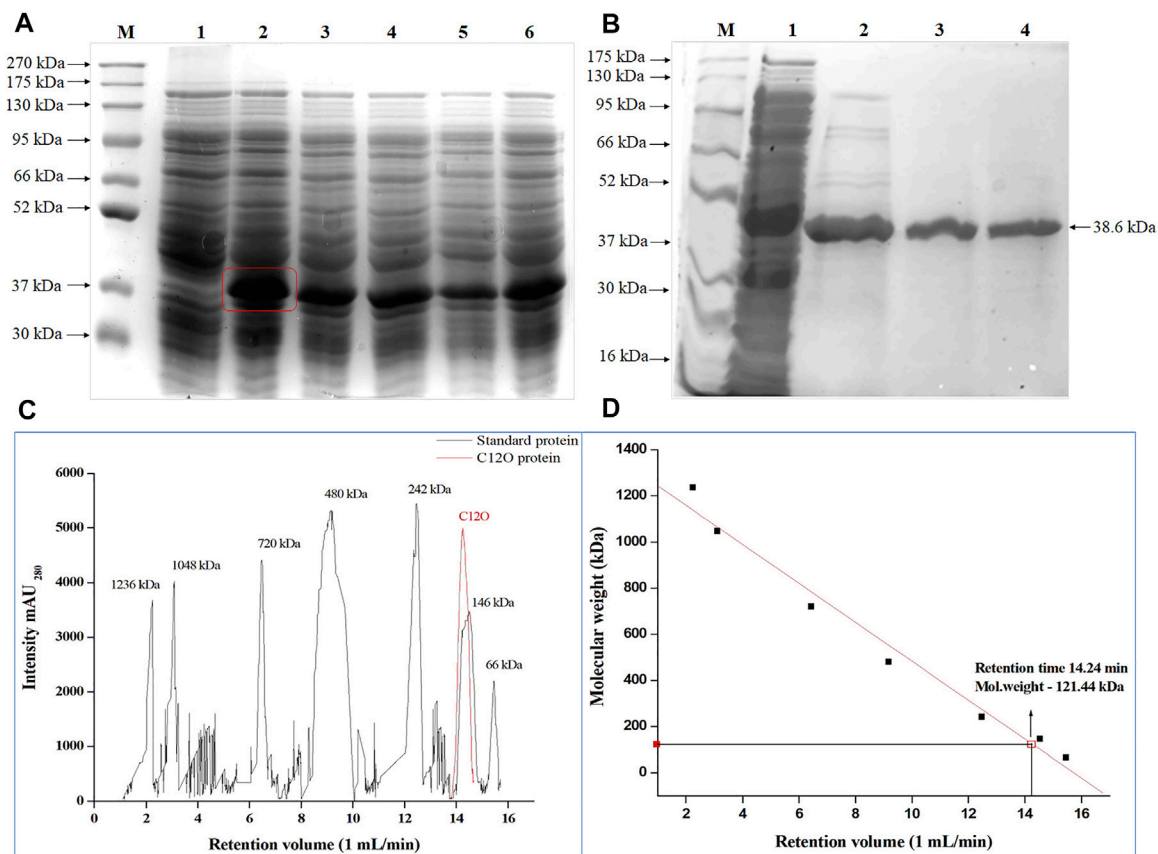 A
M 1 2 3 4 5 6
270 kDa
175 kDa
130 kDa
95 kDa
66 kDa
52 kDa
37 kDa
30 kDa
B
M 1 2 3 4
175 kDa
130 kDa
95 kDa
66 kDa
52 kDa
37 kDa
30 kDa
16 kDa
38.6 kDa
C
Standard protein
C12O protein
6000
5000
4000
3000
2000
1000
0
Intensity mAU 280
1236 kDa
1048 kDa
720 kDa
480 kDa
242 kDa
C12O
146 kDa
66 kDa
0 2 4 6 8 10 12 14 16
Retention volume (1 mL/min)
D
1400
1200
1000
800
600
400
200
0
Molecular weight (kDa)
Retention time 14.24 min
Mol.weight - 121.44 kDa
2 4 6 8 10 12 14 16
Retention volume (1 mL/min)